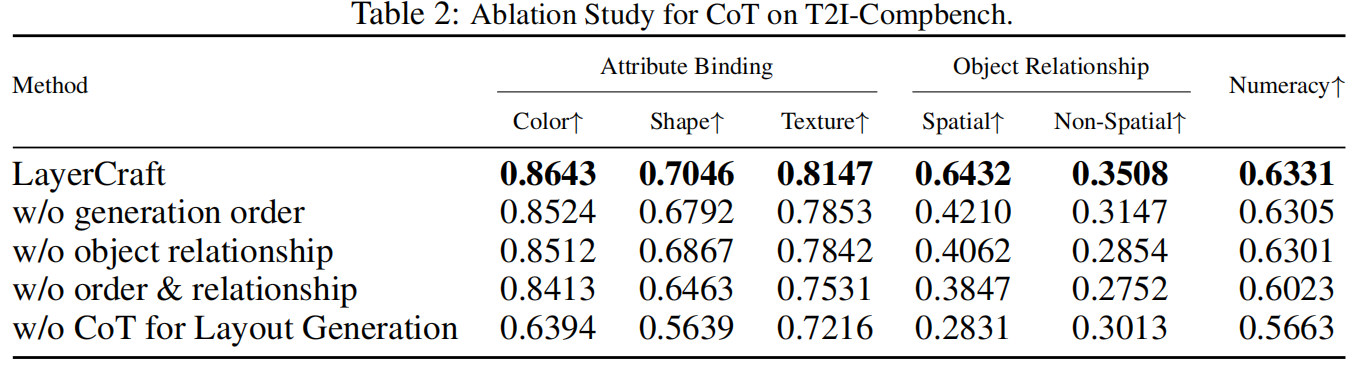 Table 2: Ablation Study for CoT on T2I-Compbench.
Method Attribute Binding Object Relationship Numeracy↑
Color↑ Shape↑ Texture↑ Spatial↑ Non-Spatial↑
LayerCraft 0.8643 0.7046 0.8147 0.6432 0.3508 0.6331
w/o generation order 0.8524 0.6792 0.7853 0.4210 0.3147 0.6305
w/o object relationship 0.8512 0.6867 0.7842 0.4062 0.2854 0.6301
w/o order & relationship 0.8413 0.6463 0.7531 0.3847 0.2752 0.6023
w/o CoT for Layout Generation 0.6394 0.5639 0.7216 0.2831 0.3013 0.5663